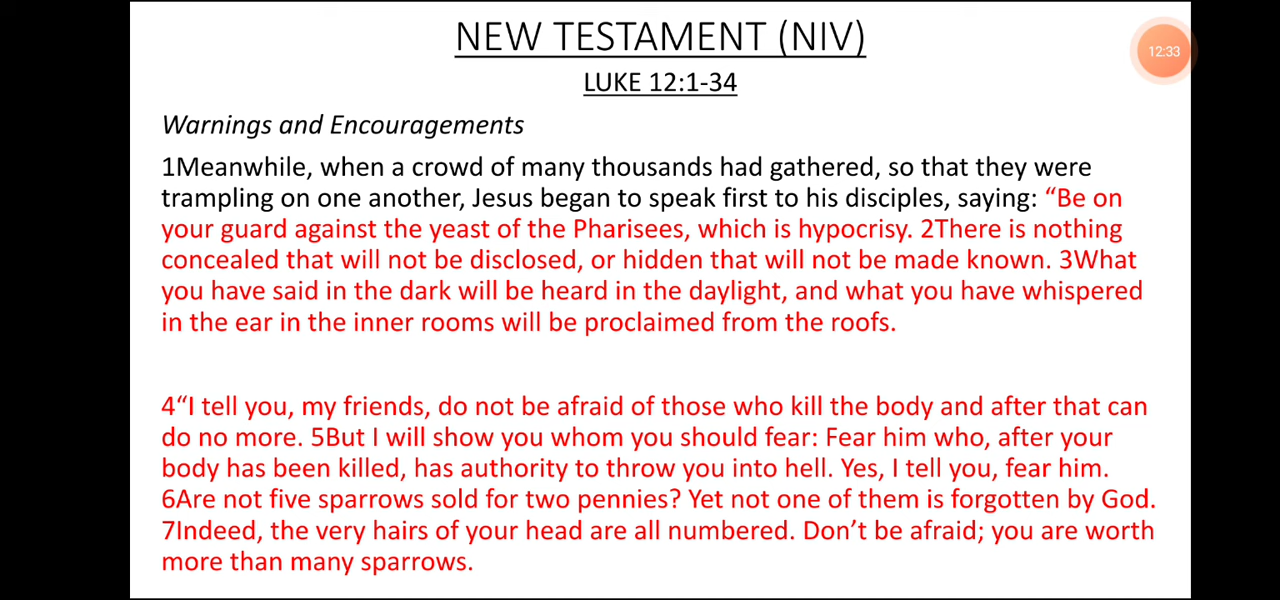 NEW TESTAMENT (NIV)
12:33
LUKE 12:1-34
Warnings and Encouragements
1Meanwhile, when a crowd of many thousands had gathered, so that they were
trampling on one another, Jesus began to speak first to his disciples, saying: “Be on
your guard against the yeast of the Pharisees, which is hypocrisy. 2There is nothing
concealed that will not be disclosed, or hidden that will not be made known. 3What
you have said in the dark will be heard in the daylight, and what you have whispered
in the ear in the inner rooms will be proclaimed from the roofs.
4“I tell you, my friends, do not be afraid of those who kill the body and after that can
do no more. 5But I will show you whom you should fear: Fear him who, after your
body has been killed, has authority to throw you into hell. Yes, I tell you, fear him.
6Are not five sparrows sold for two pennies? Yet not one of them is forgotten by God.
7Indeed, the very hairs of your head are all numbered. Don’t be afraid; you are worth
more than many sparrows.